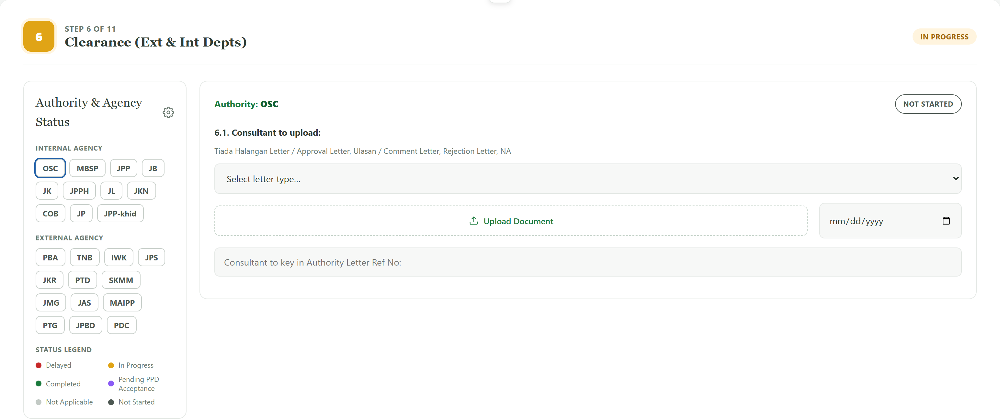 6
STEP 6 OF 11
Clearance (Ext & Int Depts)
IN PROGRESS
Authority & Agency
Status
INTERNAL AGENCY
OSC MBSP JPP JB
JK JPPH JL JKN
COB JP JPP-khid
EXTERNAL AGENCY
PBA TNB IWK JPS
JKR PTD SKMM
JMG JAS MAIPP
PTG JPBD PDC
STATUS LEGEND
Delayed In Progress
Completed Pending PPD
Acceptance
Not Applicable Not Started
Authority: OSC
NOT STARTED
6.1. Consultant to upload:
Tiada Halangan Letter / Approval Letter, Ulasan / Comment Letter, Rejection Letter, NA
Select letter type...
Upload Document
mm/dd/yyyy
Consultant to key in Authority Letter Ref No: